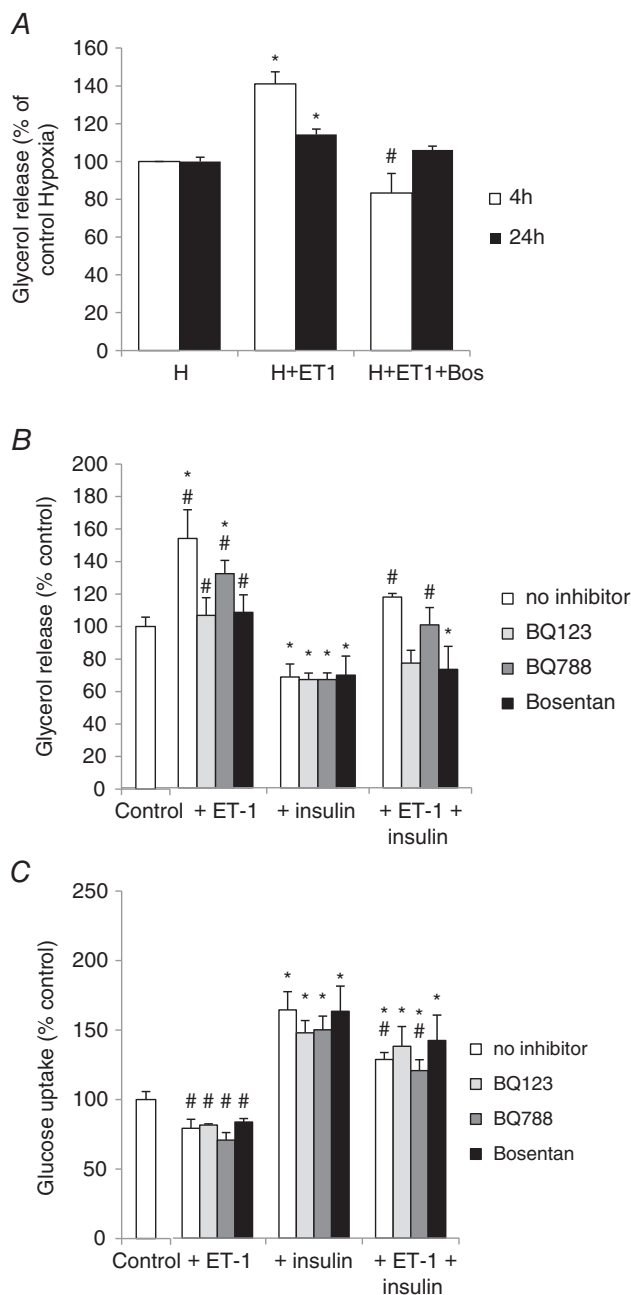 A
Glycerol release (% of
control Hypoxia)
160
140
120
100
80
60
40
20
0
*
*
#
H
H+ET1
H+ET1+Bos
4h
24h
B
Glycerol release (% control)
200
180
160
140
120
100
80
60
40
20
0
*
#
#
*
#
#
* * * *
#
#
*
Control
+ ET-1
+ insulin
+ ET-1 +
insulin
no inhibitor
BQ123
BQ788
Bosentan
C
Glucose uptake (% control)
250
200
150
100
50
0
# # # #
* * * *
* * * *
# #
Control
+ ET-1
+ insulin
+ ET-1 +
insulin
no inhibitor
BQ123
BQ788
Bosentan